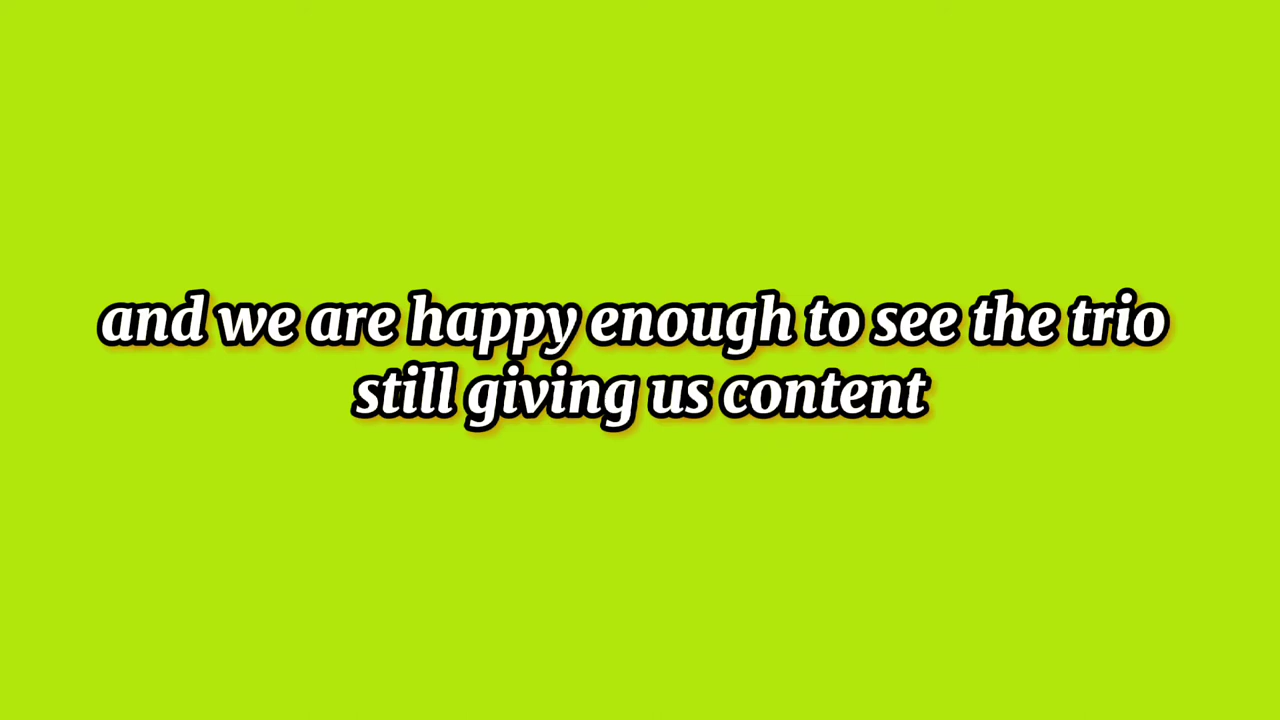 and we are happy enough to see the trio
still giving us content